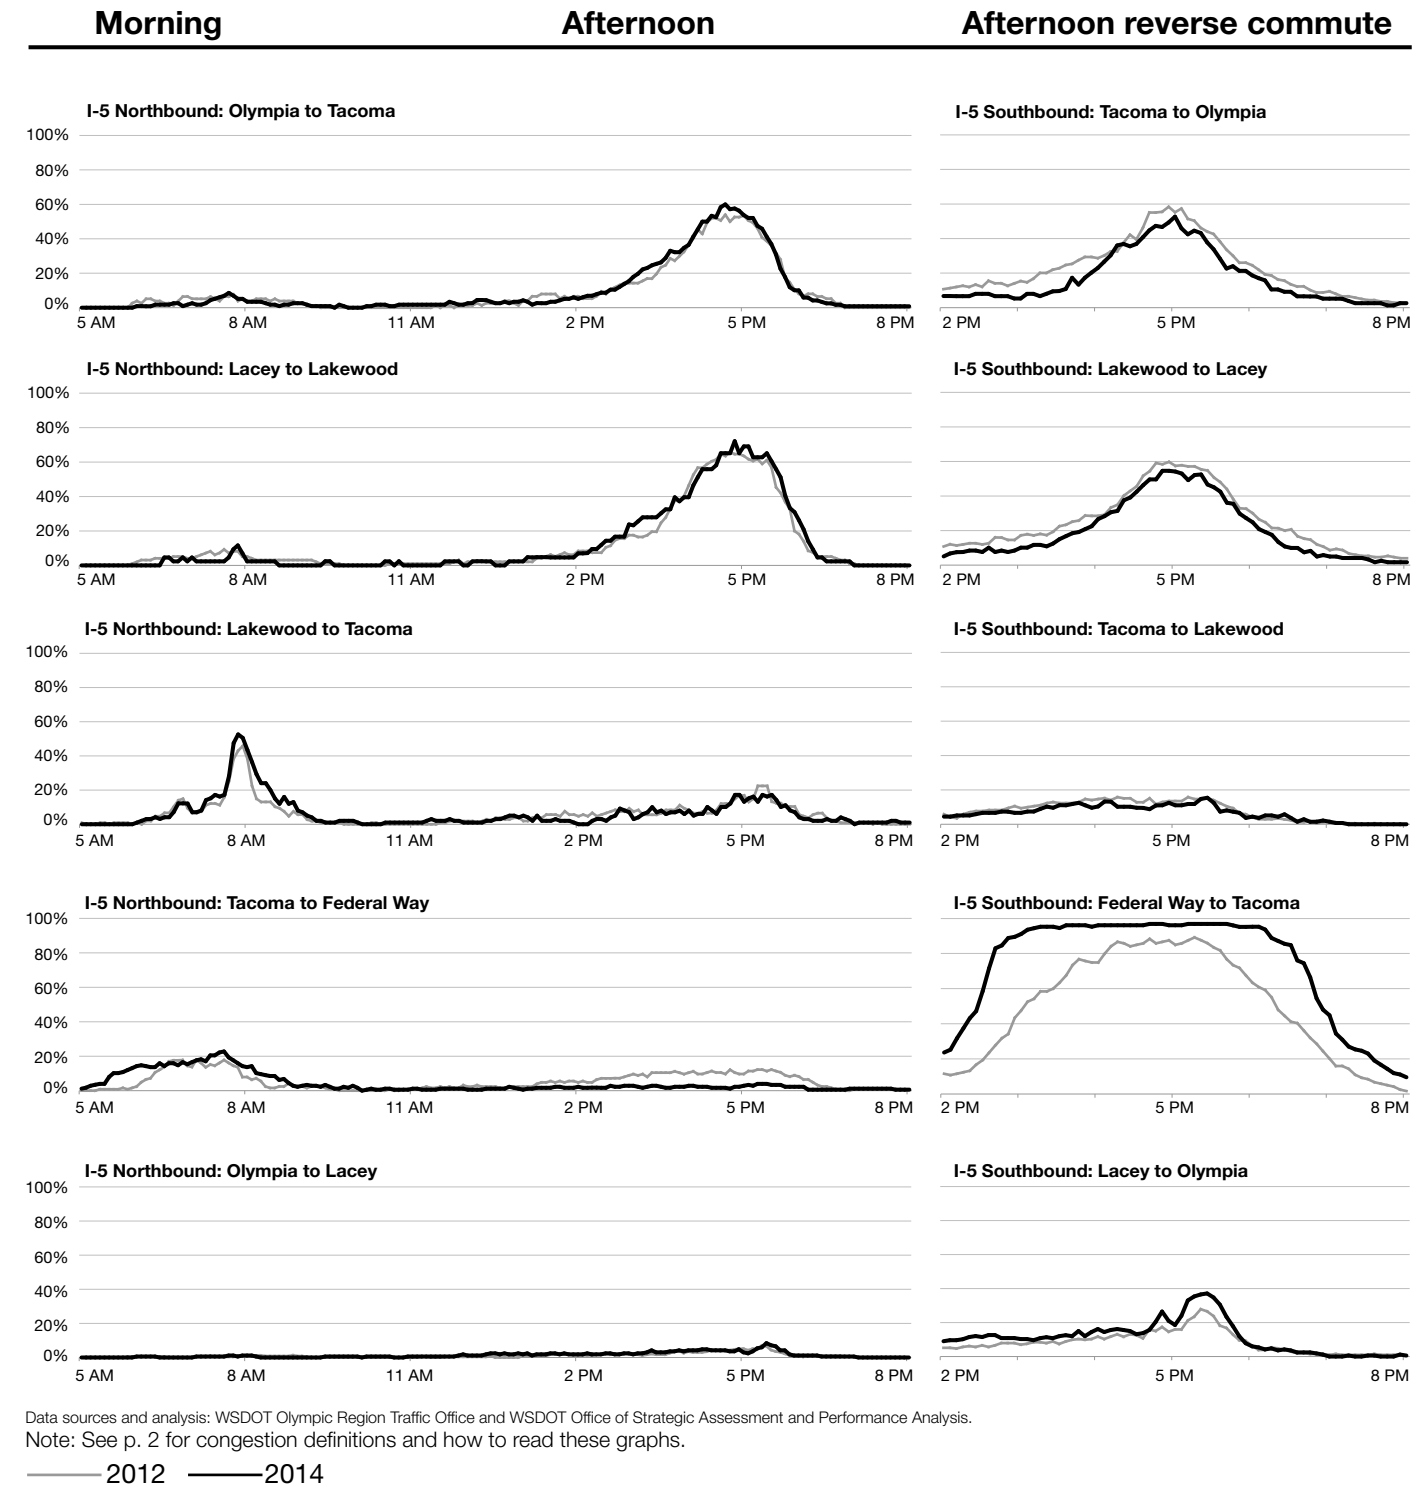 Morning Afternoon Afternoon reverse commute
I-5 Northbound: Olympia to Tacoma
100%
80%
60%
40%
20%
0%
5 AM 8 AM 11 AM 2 PM 5 PM 8 PM
I-5 Southbound: Tacoma to Olympia
2 PM 5 PM 8 PM
I-5 Northbound: Lacey to Lakewood
100%
80%
60%
40%
20%
0%
5 AM 8 AM 11 AM 2 PM 5 PM 8 PM
I-5 Southbound: Lakewood to Lacey
2 PM 5 PM 8 PM
I-5 Northbound: Lakewood to Tacoma
100%
80%
60%
40%
20%
0%
5 AM 8 AM 11 AM 2 PM 5 PM 8 PM
I-5 Southbound: Tacoma to Lakewood
2 PM 5 PM 8 PM
I-5 Northbound: Tacoma to Federal Way
100%
80%
60%
40%
20%
0%
5 AM 8 AM 11 AM 2 PM 5 PM 8 PM
I-5 Southbound: Federal Way to Tacoma
2 PM 5 PM 8 PM
I-5 Northbound: Olympia to Lacey
100%
80%
60%
40%
20%
0%
5 AM 8 AM 11 AM 2 PM 5 PM 8 PM
I-5 Southbound: Lacey to Olympia
2 PM 5 PM 8 PM
Data sources and analysis: WSDOT Olympic Region Traffic Office and WSDOT Office of Strategic Assessment and Performance Analysis.
Note: See p. 2 for congestion definitions and how to read these graphs.
2012 2014